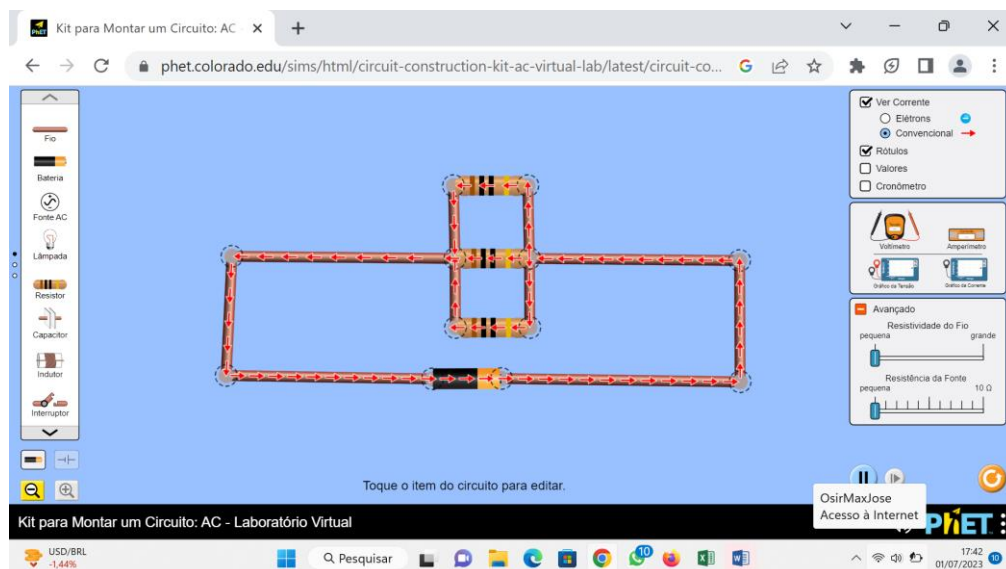 Kit para Montar um Circuito: AC
phet.colorado.edu/sims/html/circuit-construction-kit-ac-virtual-lab/latest/circuit-co...
Fio
Bateria
Fonte AC
Lâmpada
Resistor
Capacitor
Indutor
Interruptor
Ver Corrente
Elétrons
Convencional
Rótulos
Valores
Cronômetro
Voltímetro
Amperímetro
Gráfico da Tensão
Gráfico da Corrente
Avançado
Resistividade do Fio
pequena grande
Resistência da Fonte
pequena 10 Ω
Toque o item do circuito para editar.
OsirMaxJose
Acesso à Internet
Kit para Montar um Circuito: AC - Laboratório Virtual
PhET
USD/BRL
-1,44%
Pesquisar
10
17:42
01/07/2023
10